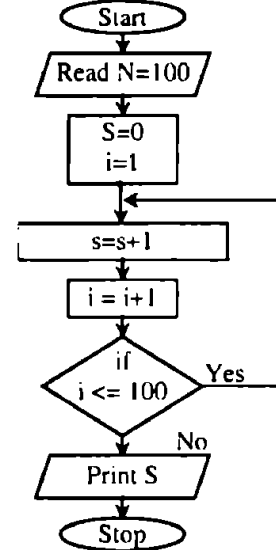 Start
Read N=100
S=0
i=1
s=s+1
i = i+1
if
i <= 100
Yes
No
Print S
Stop